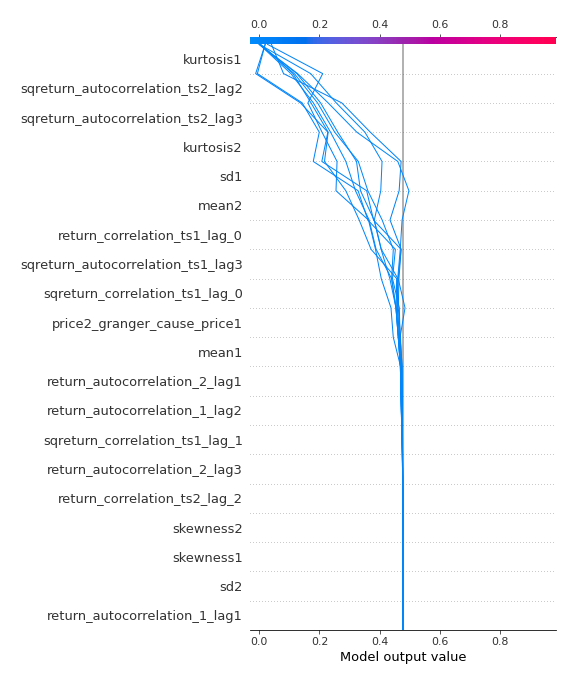 0.0 0.2 0.4 0.6 0.8
kurtosis1
sqreturn_autocorrelation_ts2_lag2
sqreturn_autocorrelation_ts2_lag3
kurtosis2
sd1
mean2
return_correlation_ts1_lag_0
sqreturn_autocorrelation_ts1_lag3
sqreturn_correlation_ts1_lag_0
price2_granger_cause_price1
mean1
return_autocorrelation_2_lag1
return_autocorrelation_1_lag2
sqreturn_correlation_ts1_lag_1
return_autocorrelation_2_lag3
return_correlation_ts2_lag_2
skewness2
skewness1
sd2
return_autocorrelation_1_lag1
0.0 0.2 0.4 0.6 0.8
Model output value